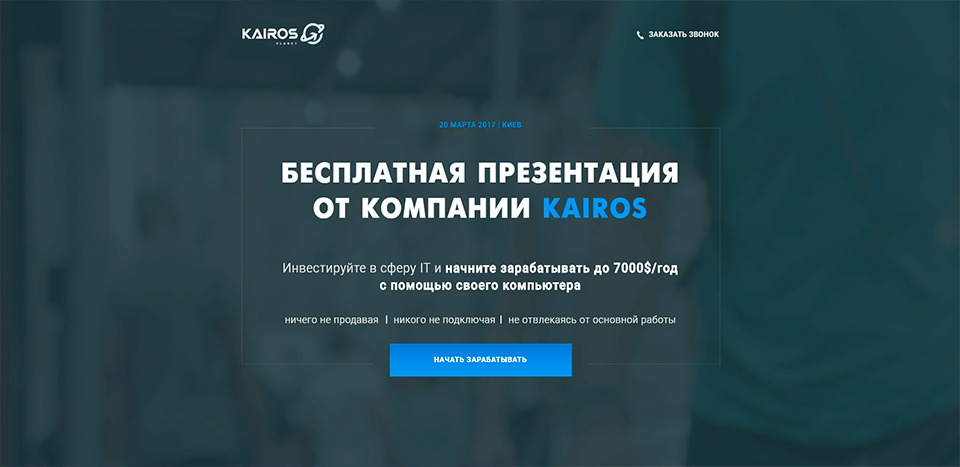 KAIROS
PLANET
ЗАКАЗАТЬ ЗВОНОК
20 МАРТА 2017 | КИЕВ
БЕСПЛАТНАЯ ПРЕЗЕНТАЦИЯ
ОТ КОМПАНИИ KAIROS
Инвестируйте в сферу IT и начните зарабатывать до 7000$/год
с помощью своего компьютера
ничего не продавая | никого не подключая | не отвлекаясь от основной работы
НАЧАТЬ ЗАРАБАТЫВАТЬ